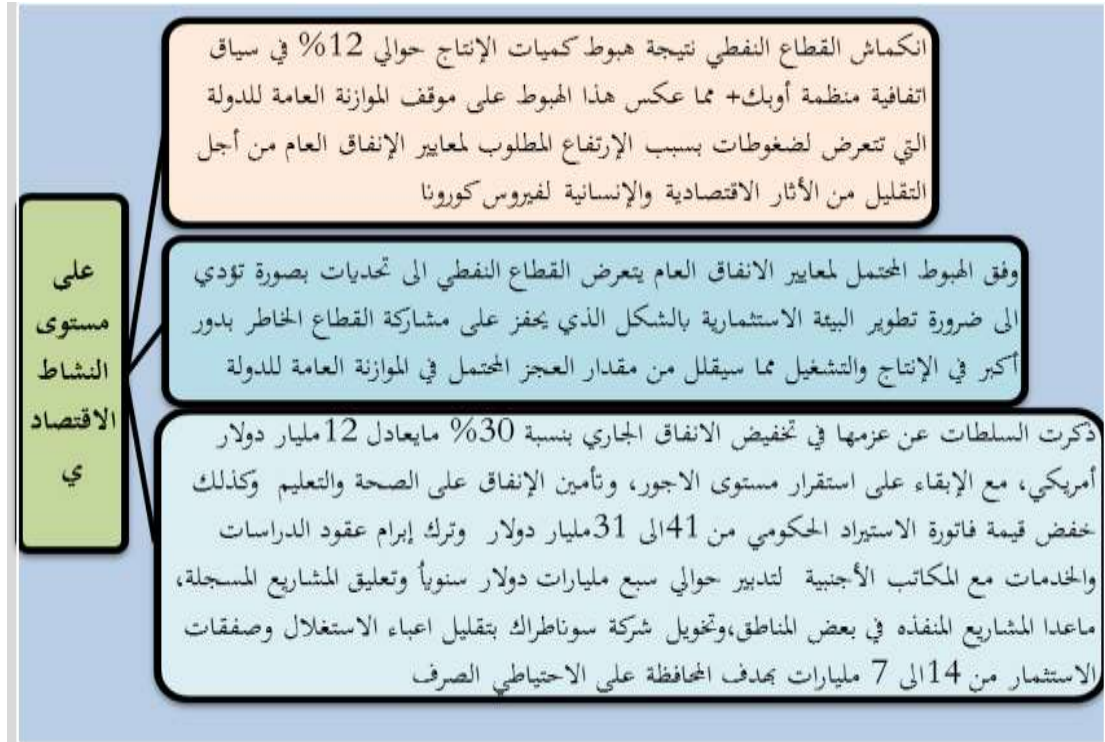 انكماش القطاع النفطي نتيجة هبوط كميات الإنتاج حوالي 12% في سياق
اتفاقية منظمة أوبك+ مما عكس هذا الهبوط على موقف الموازنة العامة للدولة
التي تتعرض لضغوطات بسبب الإرتفاع المطلوب لمعايير الإنفاق العام من أجل
التقليل من الأثار الاقتصادية والإنسانية لفيروس كورونا
على
مستوى
النشاط
الاقتصاد
ي
وفق الهبوط المحتمل لمعايير الانفاق العام يتعرض القطاع النفطي الى تحديات بصورة تؤدي
الى ضرورة تطوير البيئة الاستثمارية بالشكل الذي يحفز على مشاركة القطاع الخاطر بدور
أكبر في الإنتاج والتشغيل مما سيقلل من مقدار العجز المحتمل في الموازنة العامة للدولة
ذكرت السلطات عن عزمها في تخفيض الانفاق الجاري بنسبة 30% مايعادل 12مليار دولار
أمريكي، مع الإبقاء على استقرار مستوى الاجور، وتأمين الإنفاق على الصحة والتعليم وكذلك
خفض قيمة فاتورة الاستيراد الحكومي من 41الى 31مليار دولار وترك إبرام عقود الدراسات
والخدمات مع المكاتب الأجنبية لتدبير حوالي سبع مليارات دولار سنوياً وتعليق المشاريع المسجلة،
ماعدا المشاريع المنفذه في بعض المناطق،وتخويل شركة سوناطراك بتقليل اعباء الاستغلال وصفقات
الاستثمار من 14الى 7 مليارات بهدف المحافظة على الاحتياطي الصرف